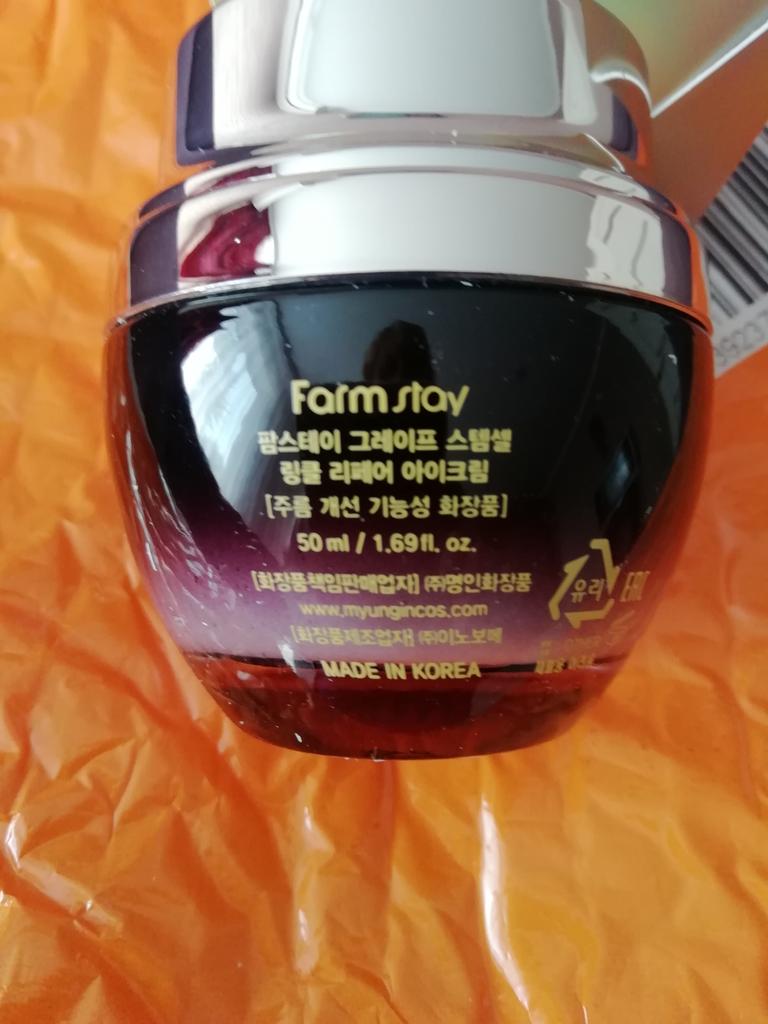 Farmstay
팜스테이 그레이프 스템셀
링클 리페어 아이크림
[주름 개선 기능성 화장품]
50 ml / 1.69 fl. oz.
[화장품책임판매업자] ㈜명인화장품
www.myungincos.com
[화장품제조업자] ㈜이노보메
MADE IN KOREA
유리
EAC